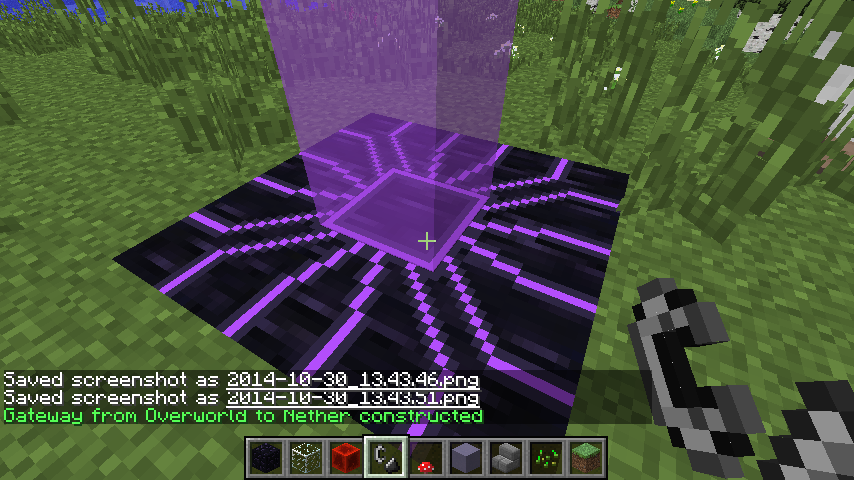 Saved screenshot as 2014-10-30_13.43.46.png
Saved screenshot as 2014-10-30_13.43.51.png
Gateway from Overworld to Nether constructed